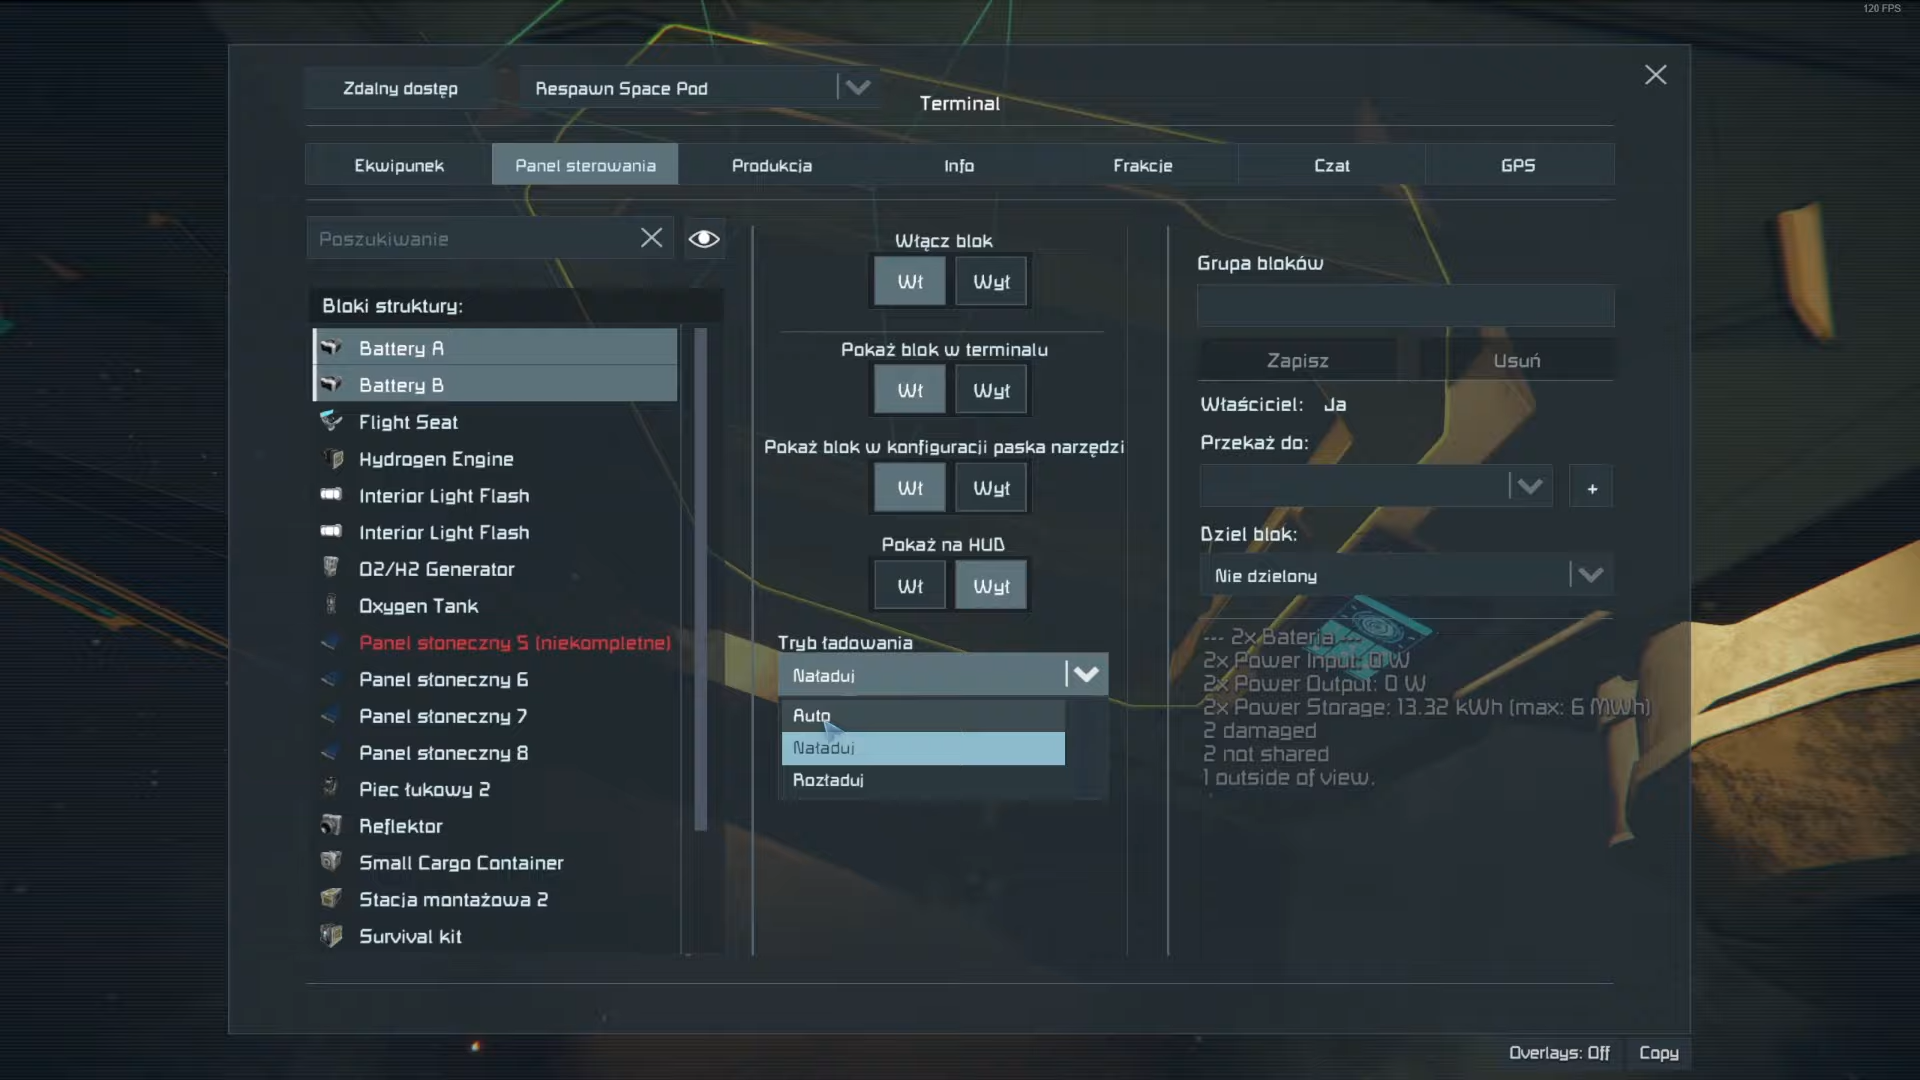 120 FPS
Zdalny dostęp
Respawn Space Pod
Terminal
Ekwipunek
Panel sterowania
Produkcja
Info
Frakcje
Czat
GPS
Poszukiwanie
Bloki struktury:
Battery A
Battery B
Flight Seat
Hydrogen Engine
Interior Light Flash
Interior Light Flash
O2/H2 Generator
Oxygen Tank
Panel słoneczny 5 (niekompletne)
Panel słoneczny 6
Panel słoneczny 7
Panel słoneczny 8
Piec łukowy 2
Reflektor
Small Cargo Container
Stacja montażowa 2
Survival kit
Włącz blok
Wł
Wył
Pokaż blok w terminalu
Wł
Wył
Pokaż blok w konfiguracji paska narzędzi
Wł
Wył
Pokaż na HUD
Wł
Wył
Tryb ładowania
Naładuj
Auto
Naładuj
Rozładuj
Grupa bloków
Zapisz
Usuń
Właściciel: Ja
Przekaż do:
+
Dziel blok:
Nie dzielony
--- 2x Bateria ---
2x Power Input: 0 W
2x Power Output: 0 W
2x Power Storage: 13.32 kWh (max: 6 MWh)
2 damaged
2 not shared
1 outside of view.
Overlays: Off
Copy